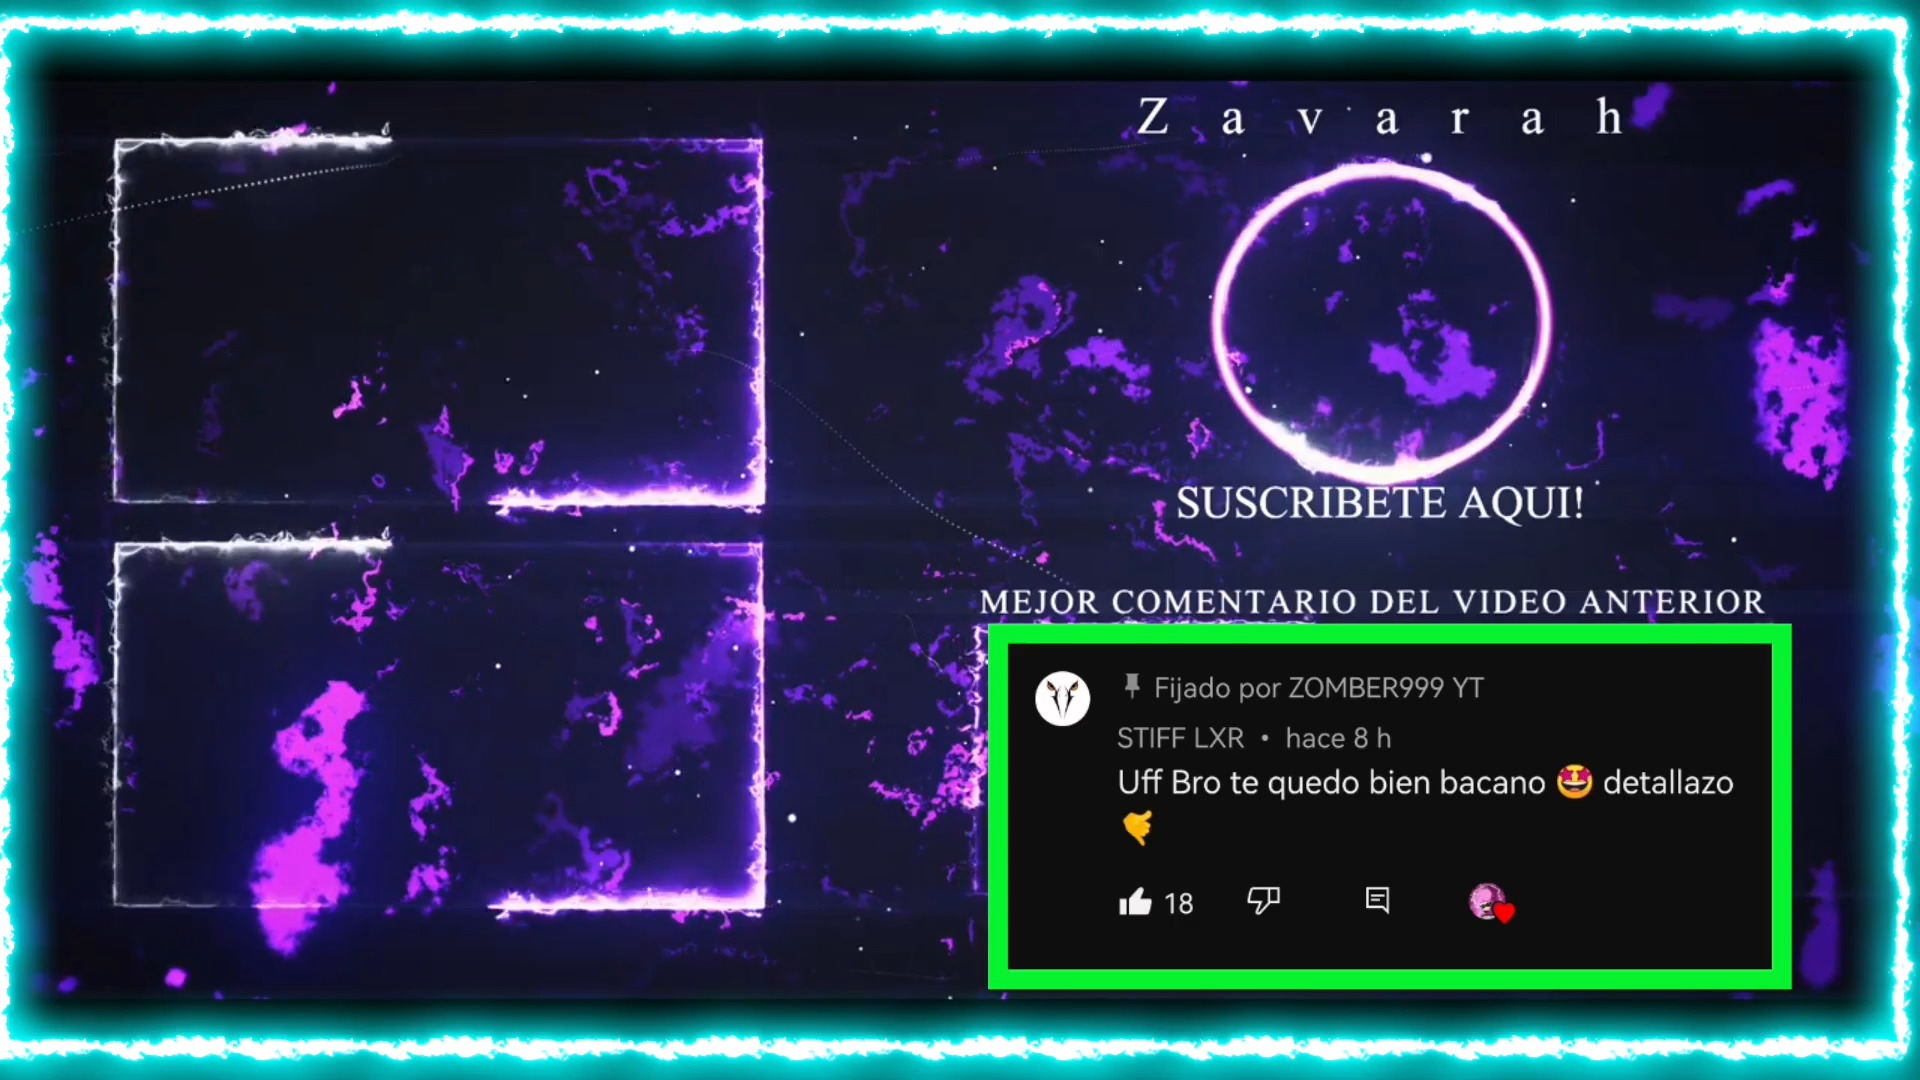 Zavarah
SUSCRIBETE AQUI!
MEJOR COMENTARIO DEL VIDEO ANTERIOR
Fijado por ZOMBER999 YT
STIFF LXR • hace 8 h
Uff Bro te quedo bien bacano 🤩 detallazo
🤙
18